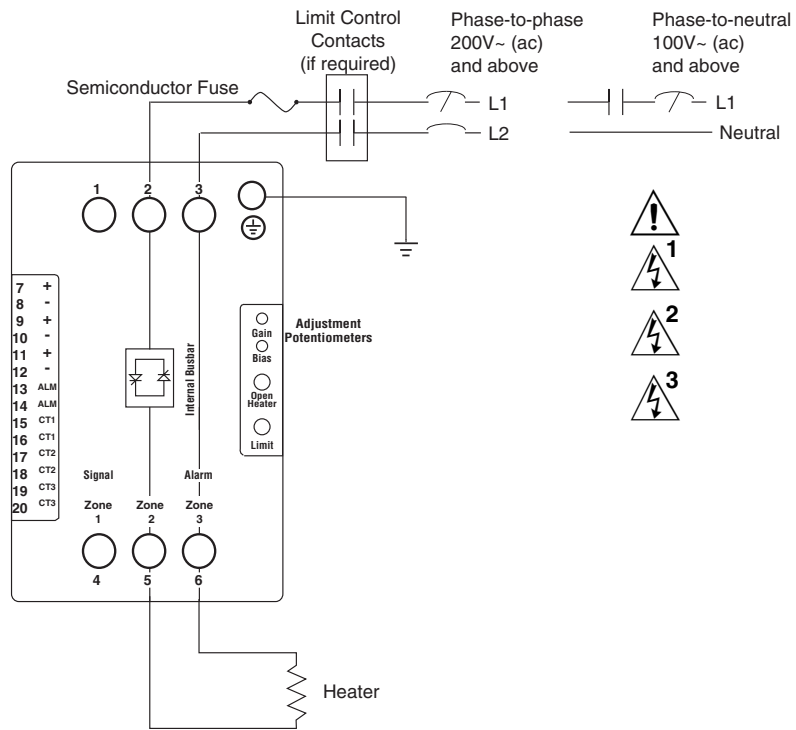 Limit Control
Contacts
(if required)
Phase-to-phase
200V~ (ac)
and above
Phase-to-neutral
100V~ (ac)
and above
Semiconductor Fuse
L1
L2
L1
Neutral
1
2
3
7 +
8 -
9 +
10 -
11 +
12 -
13 ALM
14 ALM
15 CT1
16 CT1
17 CT2
18 CT2
19 CT3
20 CT3
Internal Busbar
Gain
Bias
Open
Heater
Limit
Adjustment
Potentiometers
Signal
Alarm
Zone
1
Zone
2
Zone
3
4
5
6
Heater
!
1
2
3